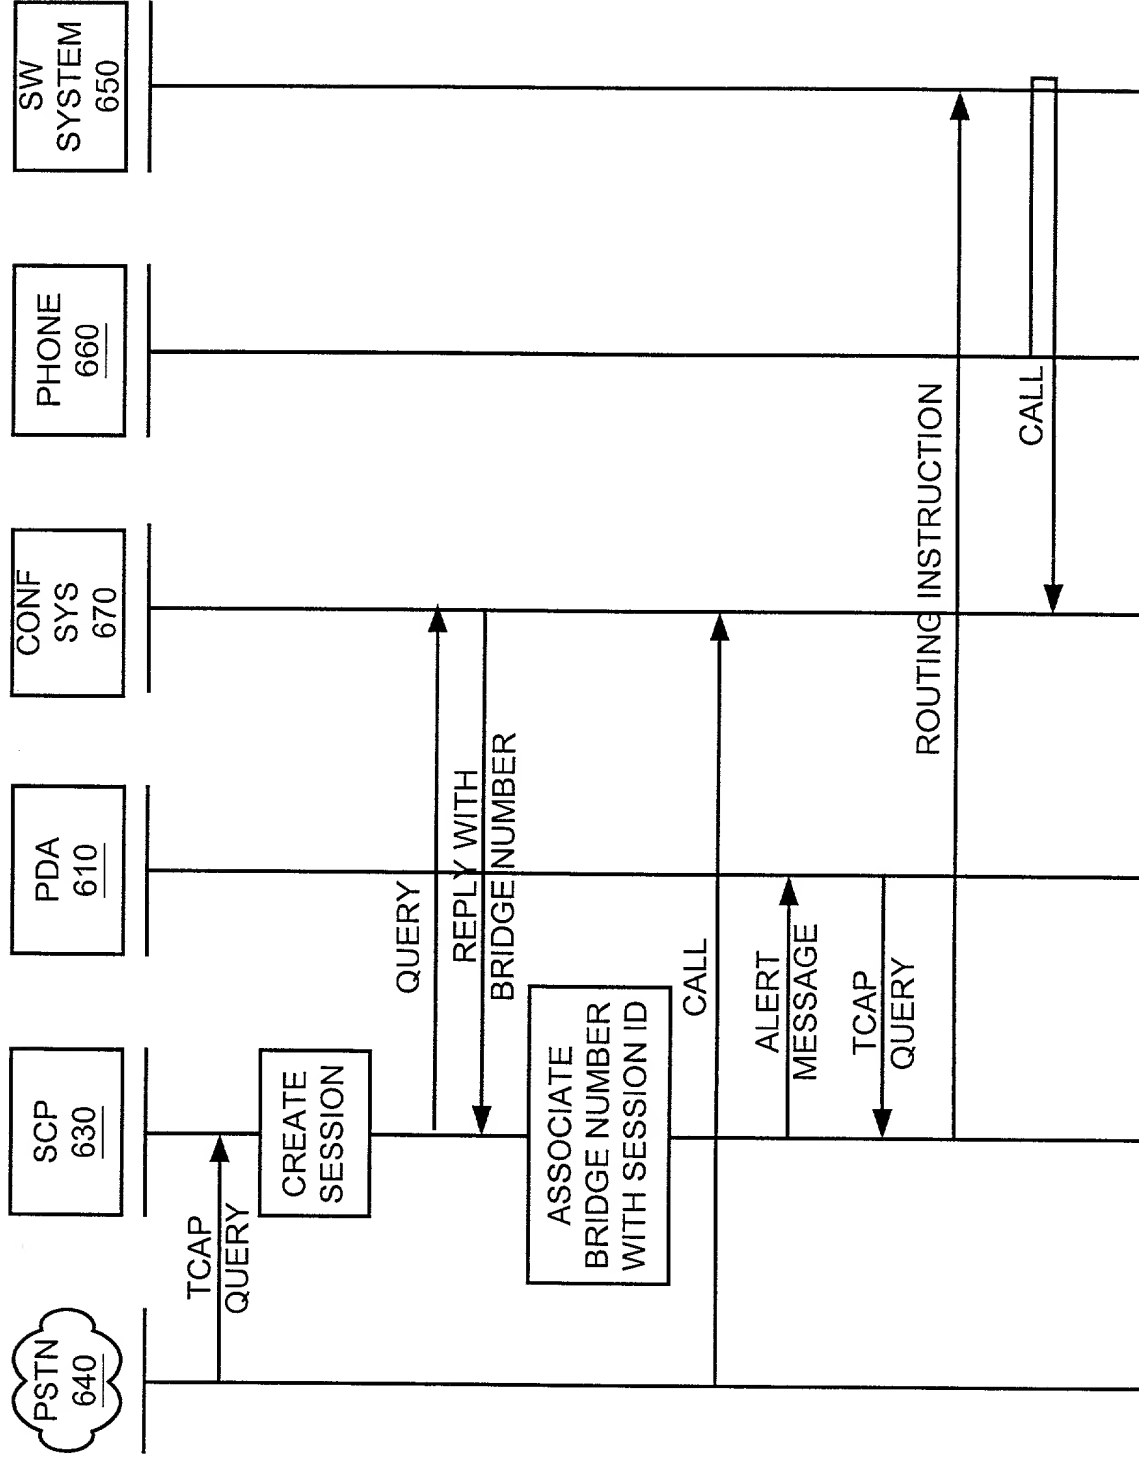 PSTN
640
SCP
630
PDA
610
CONF
SYS
670
PHONE
660
SW
SYSTEM
650
TCAP
QUERY
CREATE
SESSION
QUERY
REPLY WITH
BRIDGE NUMBER
ASSOCIATE
BRIDGE NUMBER
WITH SESSION ID
CALL
ALERT
MESSAGE
TCAP
QUERY
ROUTING INSTRUCTION
CALL